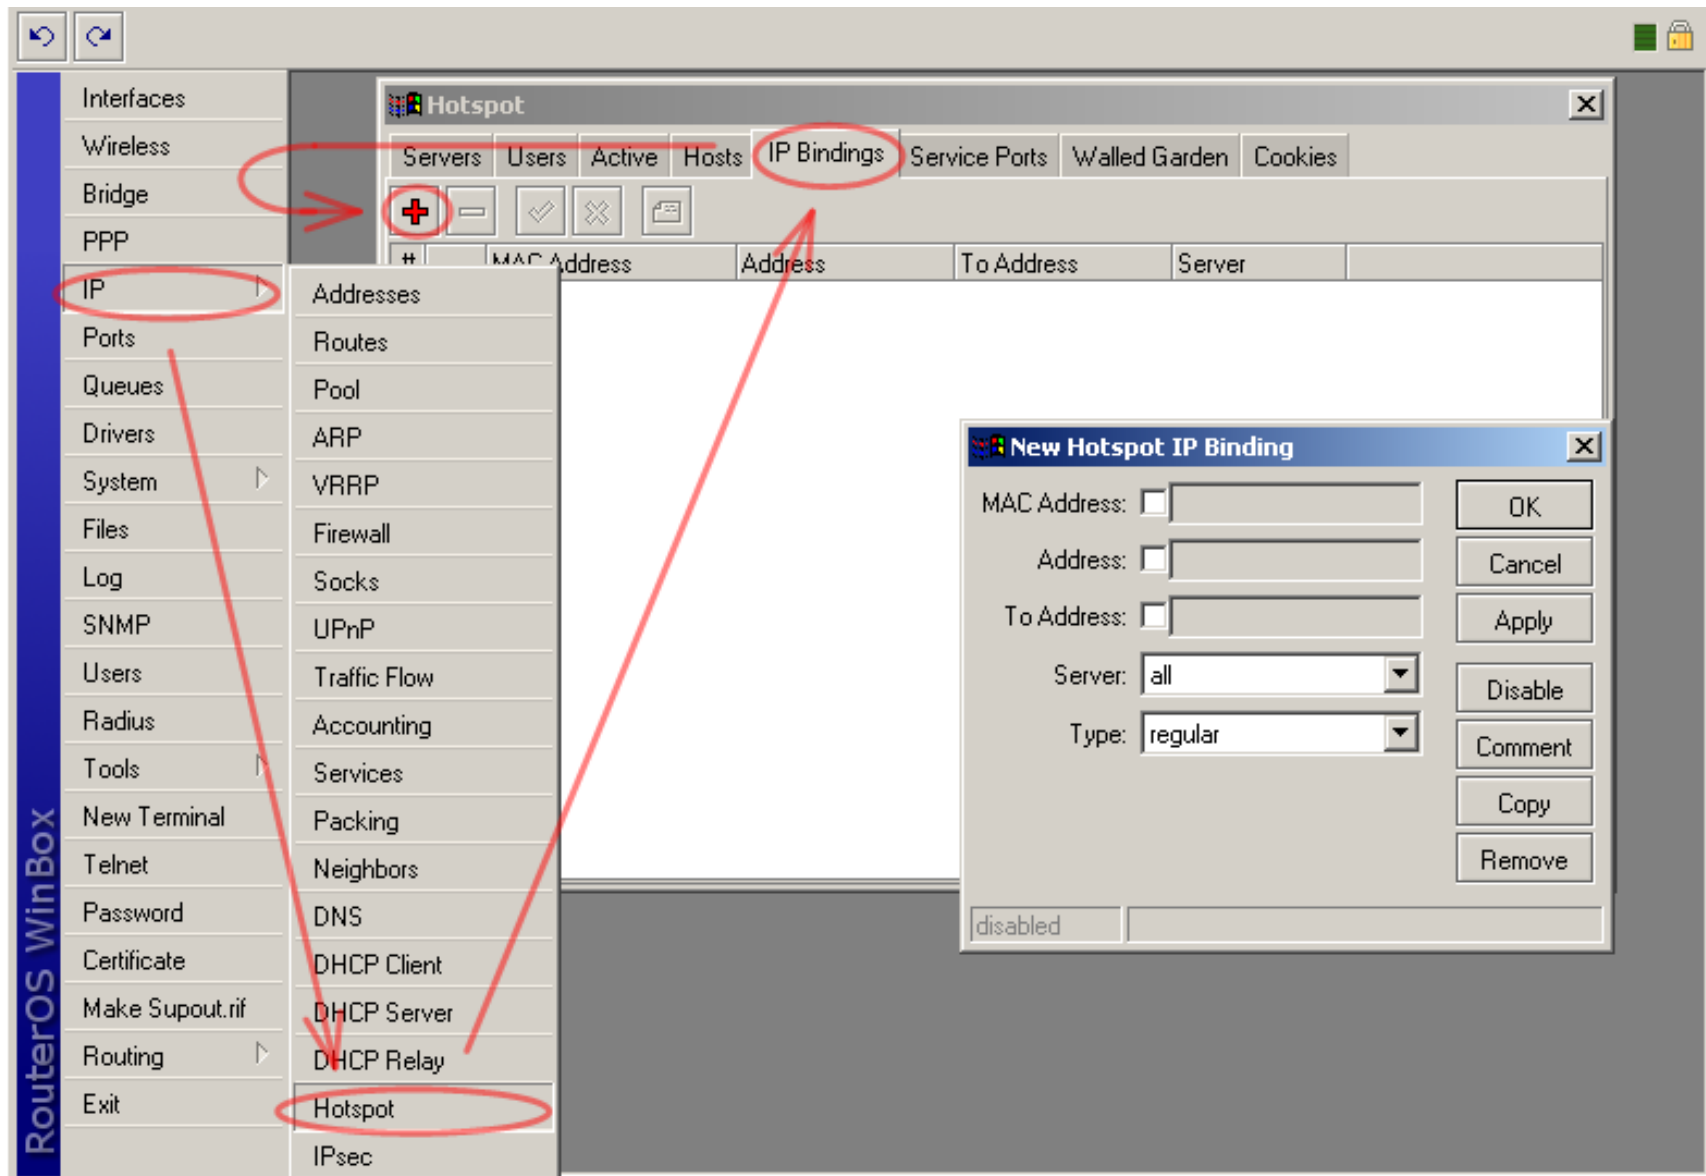 Interfaces
Wireless
Bridge
PPP
IP
Ports
Queues
Drivers
System
Files
Log
SNMP
Users
Radius
Tools
New Terminal
Telnet
Password
Certificate
Make Supout.rif
Routing
Exit
RouterOS WinBox
Addresses
Routes
Pool
ARP
VRRP
Firewall
Socks
UPnP
Traffic Flow
Accounting
Services
Packing
Neighbors
DNS
DHCP Client
DHCP Server
DHCP Relay
Hotspot
IPsec
Hotspot
Servers Users Active Hosts IP Bindings Service Ports Walled Garden Cookies
# MAC Address Address To Address Server
New Hotspot IP Binding
MAC Address:
Address:
To Address:
Server: all
Type: regular
OK
Cancel
Apply
Disable
Comment
Copy
Remove
disabled